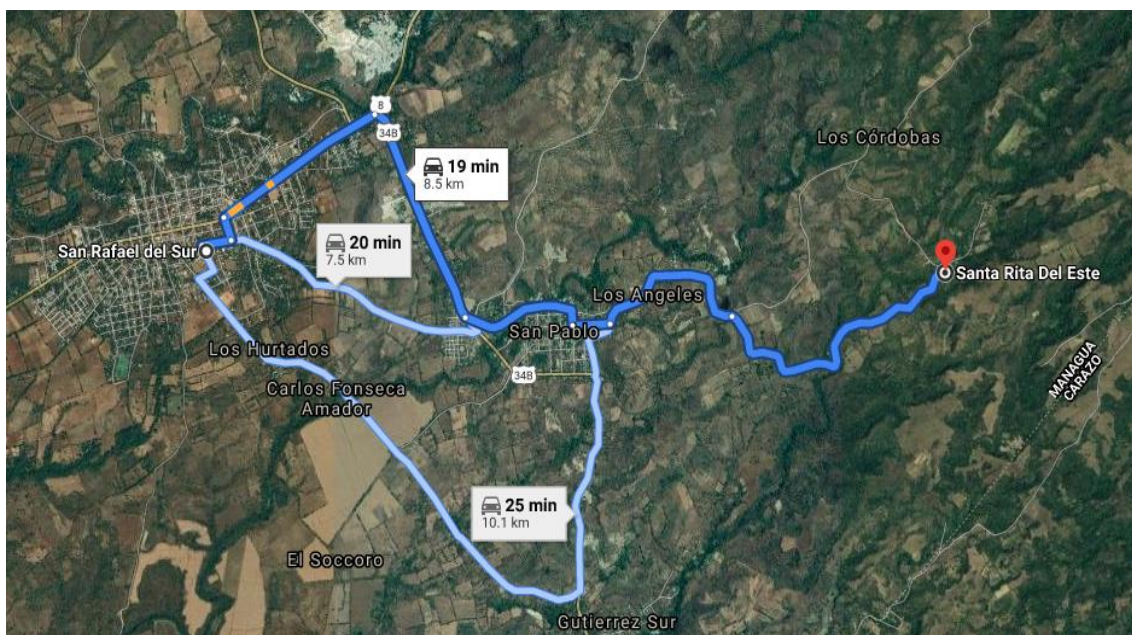 8
34B
Los Córdobas
19 min
8.5 km
San Rafael del Sur
20 min
7.5 km
Santa Rita Del Este
Los Angeles
San Pablo
Los Hurtados
34B
Carlos Fonseca
Amador
MANAGUA
CARAZO
25 min
10.1 km
El Soccoro
Gutierrez Sur